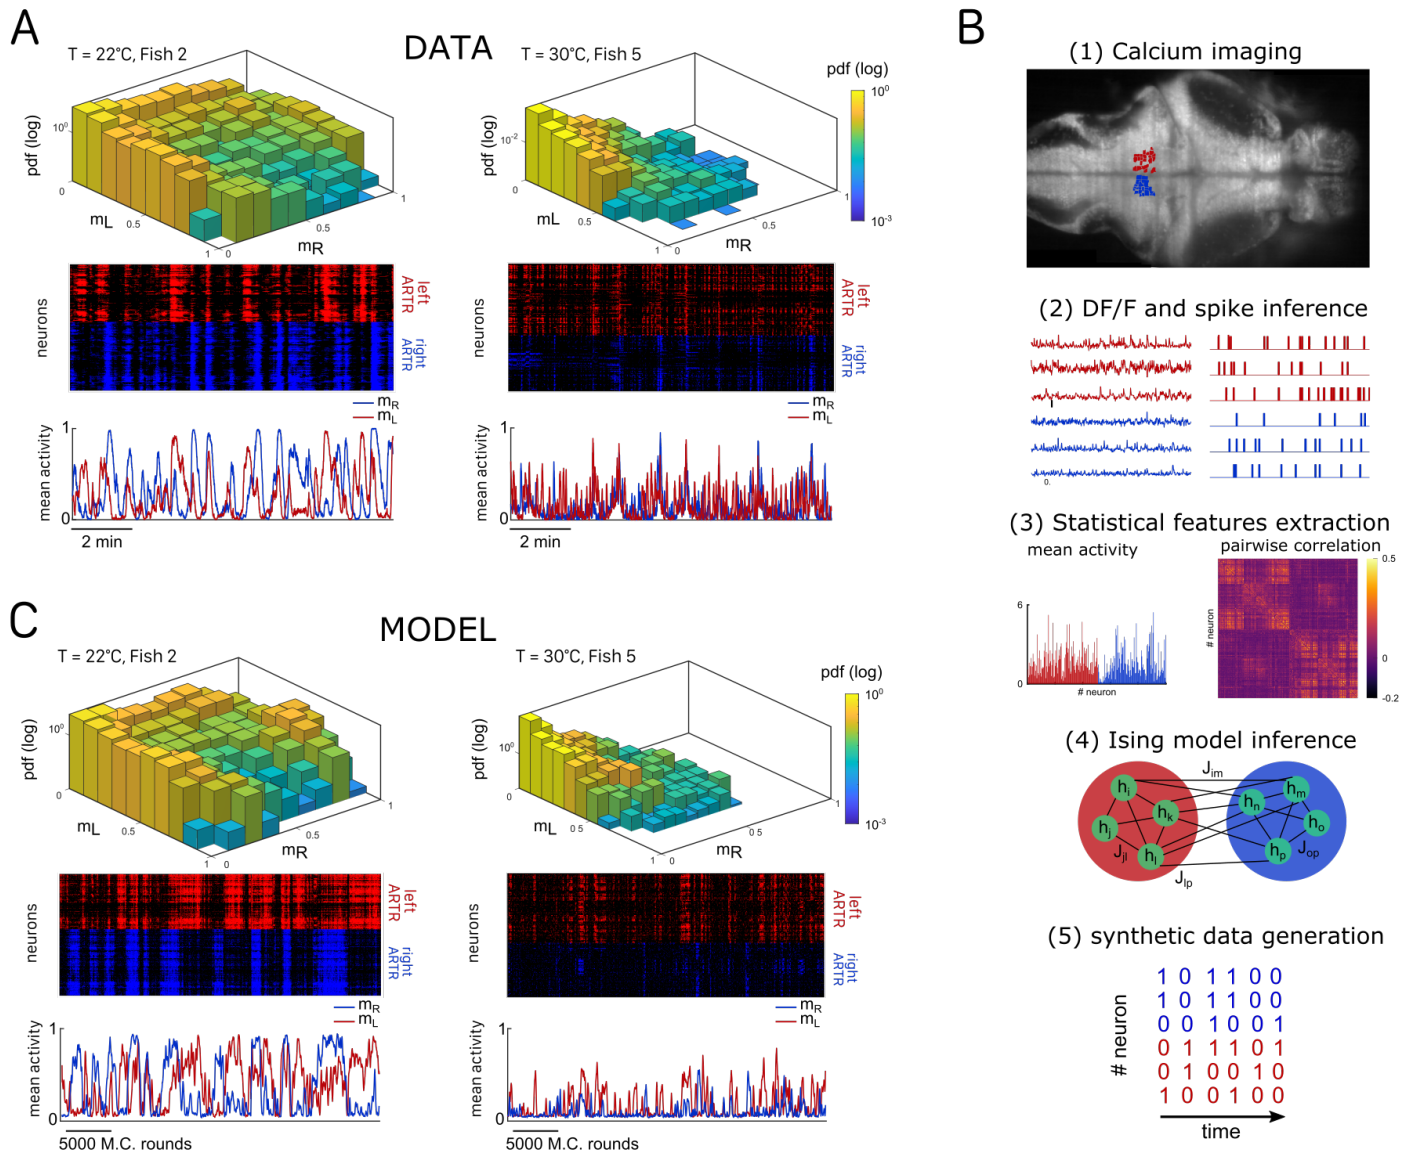 A
DATA
T = 22°C, Fish 2
pdf (log)
10⁰
0
mL
0.5
1
0
mR
0.5
1
T = 30°C, Fish 5
pdf (log)
10⁻²
0
mL
0.5
1
0
mR
0.5
1
pdf (log)
10⁰
10⁻³
neurons
left ARTR
right ARTR
neurons
left ARTR
right ARTR
mR
mL
mean activity
1
0
2 min
mR
mL
mean activity
1
0
2 min
B
(1) Calcium imaging
(2) DF/F and spike inference
0.
(3) Statistical features extraction
mean activity
6
0
# neuron
pairwise correlation
# neuron
0.5
0
-0.2
(4) Ising model inference
Jim
hi
hj
hk
hl
Jjl
Jlp
hn
hm
ho
hp
Jop
(5) synthetic data generation
# neuron
1 0 1 1 0 0
1 0 1 1 0 0
0 0 1 0 0 1
0 1 1 1 0 1
0 1 0 0 1 0
1 0 0 1 0 0
time
C
MODEL
T = 22°C, Fish 2
pdf (log)
10⁰
0
mL
0.5
1
0
mR
0.5
1
T = 30°C, Fish 5
pdf (log)
10⁰
0
mL
0 5
1
0
mR
0 5
1
pdf (log)
10⁰
10⁻³
neurons
left ARTR
right ARTR
neurons
left ARTR
right ARTR
mR
mL
mean activity
1
0
5000 M.C. rounds
mR
mL
mean activity
1
0
5000 M.C. rounds